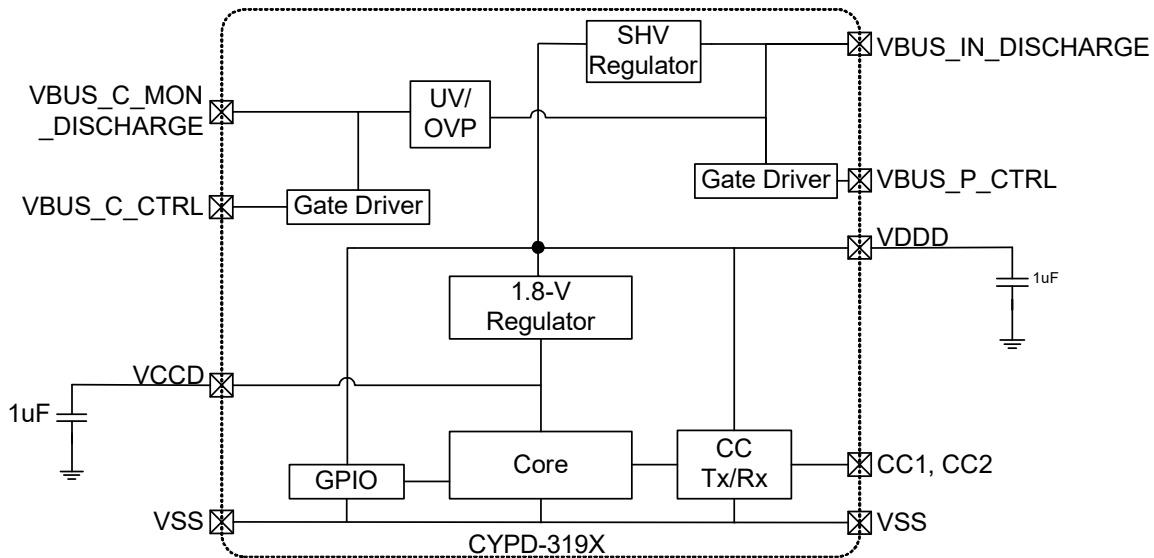 SHV
Regulator
VBUS_IN_DISCHARGE
VBUS_C_MON
_DISCHARGE
UV/
OVP
Gate Driver
VBUS_P_CTRL
VBUS_C_CTRL
Gate Driver
VDDD
1uF
1.8-V
Regulator
VCCD
1uF
Core
CC
Tx/Rx
CC1, CC2
GPIO
VSS
VSS
CYPD-319X